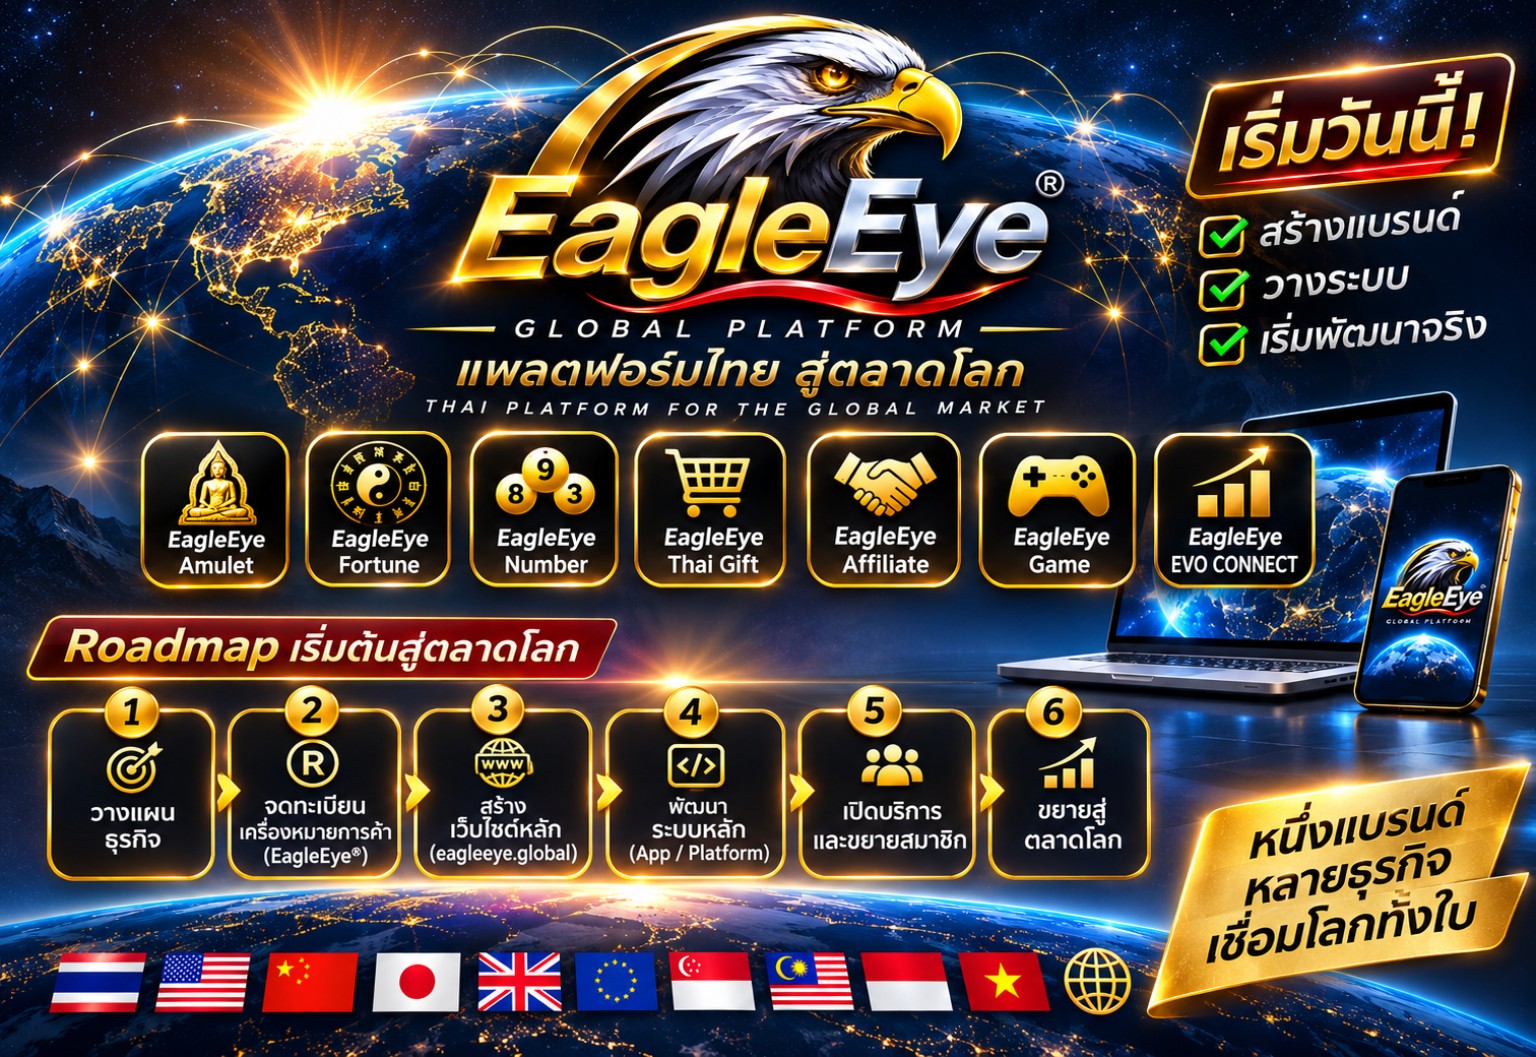 EagleEye®
GLOBAL PLATFORM
แพลตฟอร์มไทย สู่ตลาดโลก
THAI PLATFORM FOR THE GLOBAL MARKET
เริ่มวันนี้!
สร้างแบรนด์
วางระบบ
เริ่มพัฒนาจริง
EagleEye
Amulet
EagleEye
Fortune
9
8
3
EagleEye
Number
EagleEye
Thai Gift
EagleEye
Affiliate
EagleEye
Game
EagleEye
EVO CONNECT
EagleEye
GLOBAL PLATFORM
Roadmap เริ่มต้นสู่ตลาดโลก
1
วางแผน
ธุรกิจ
2
R
จดทะเบียน
เครื่องหมายการค้า
(EagleEye®)
3
WWW
สร้าง
เว็บไซต์หลัก
(eagleeye.global)
4
</>
พัฒนา
ระบบหลัก
(App / Platform)
5
เปิดบริการ
และขยายสมาชิก
6
ขยายสู่
ตลาดโลก
หนึ่งแบรนด์
หลายธุรกิจ
เชื่อมโลกทั้งใบ